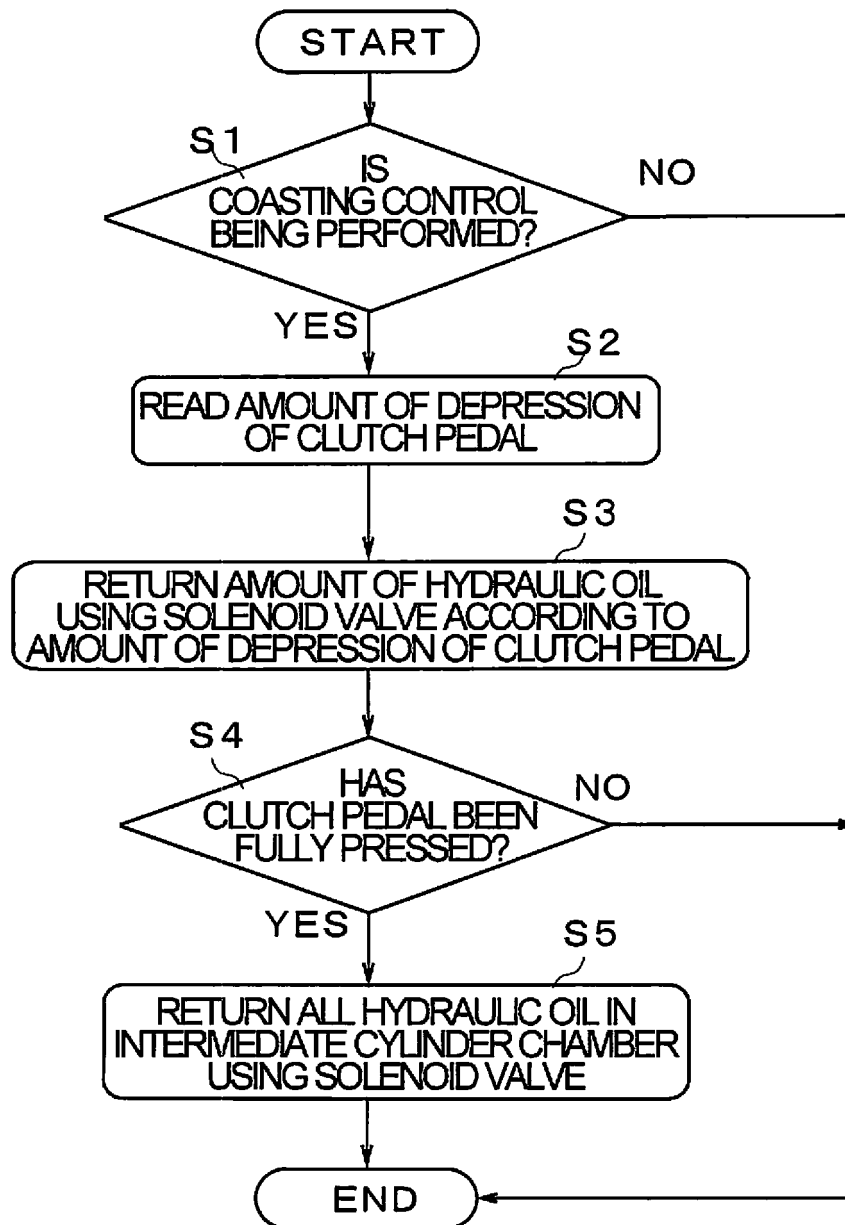 START
S1
IS
COASTING CONTROL
BEING PERFORMED?
NO
YES
S2
READ AMOUNT OF DEPRESSION
OF CLUTCH PEDAL
S3
RETURN AMOUNT OF HYDRAULIC OIL
USING SOLENOID VALVE ACCORDING TO
AMOUNT OF DEPRESSION OF CLUTCH PEDAL
S4
HAS
CLUTCH PEDAL BEEN
FULLY PRESSED?
NO
YES
S5
RETURN ALL HYDRAULIC OIL IN
INTERMEDIATE CYLINDER CHAMBER
USING SOLENOID VALVE
END